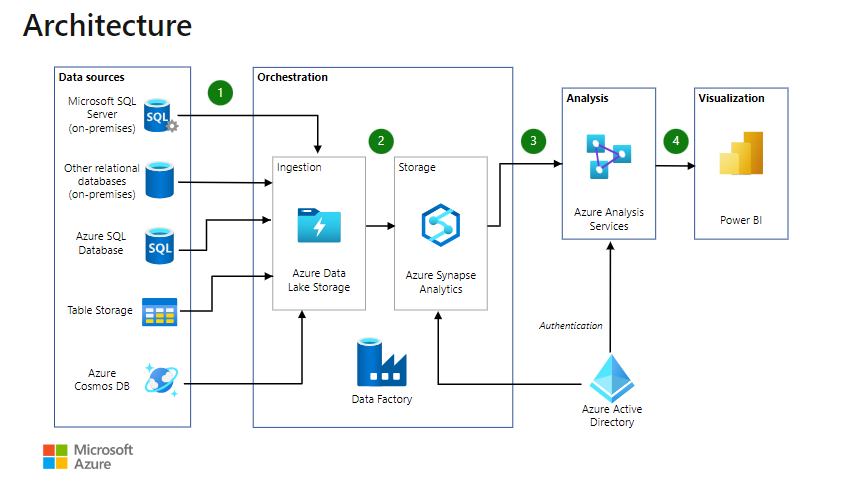 Architecture
Data sources
Microsoft SQL
Server
(on-premises)
SQL
Other relational
databases
(on-premises)
Azure SQL
Database
SQL
Table Storage
Azure
Cosmos DB
1
Orchestration
2
Ingestion
Azure Data
Lake Storage
Storage
Azure Synapse
Analytics
Data Factory
3
Analysis
Azure Analysis
Services
4
Visualization
Power BI
Authentication
Azure Active
Directory
Microsoft
Azure